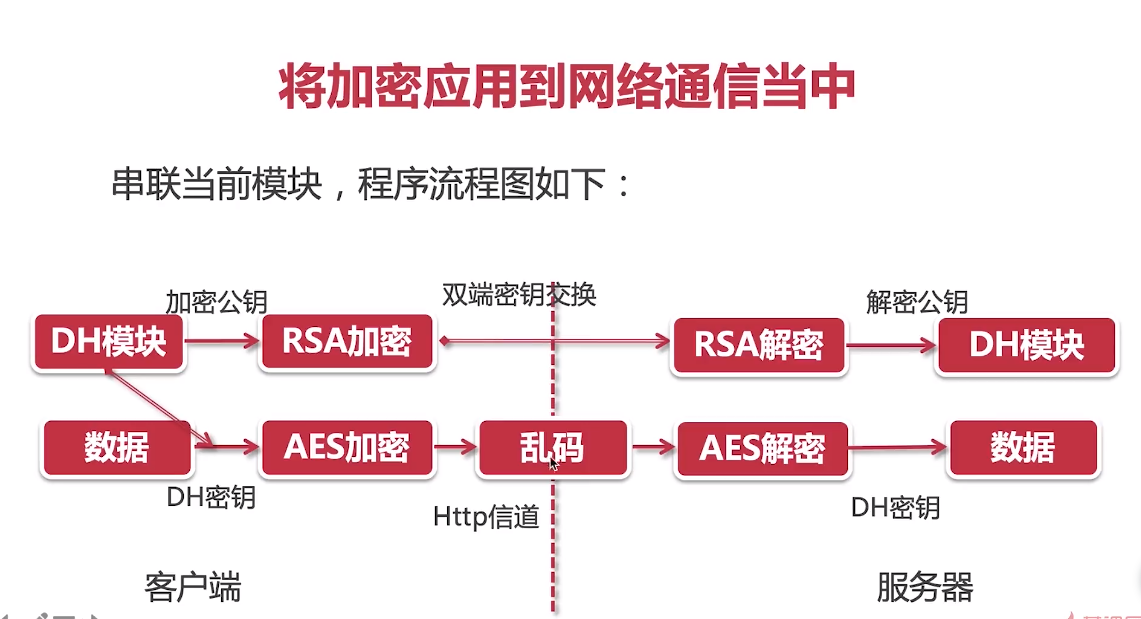 将加密应用到网络通信当中
串联当前模块，程序流程图如下：
加密公钥
双端密钥交换
解密公钥
DH模块
RSA加密
RSA解密
DH模块
数据
AES加密
乱码
AES解密
数据
DH密钥
Http信道
DH密钥
客户端
服务器